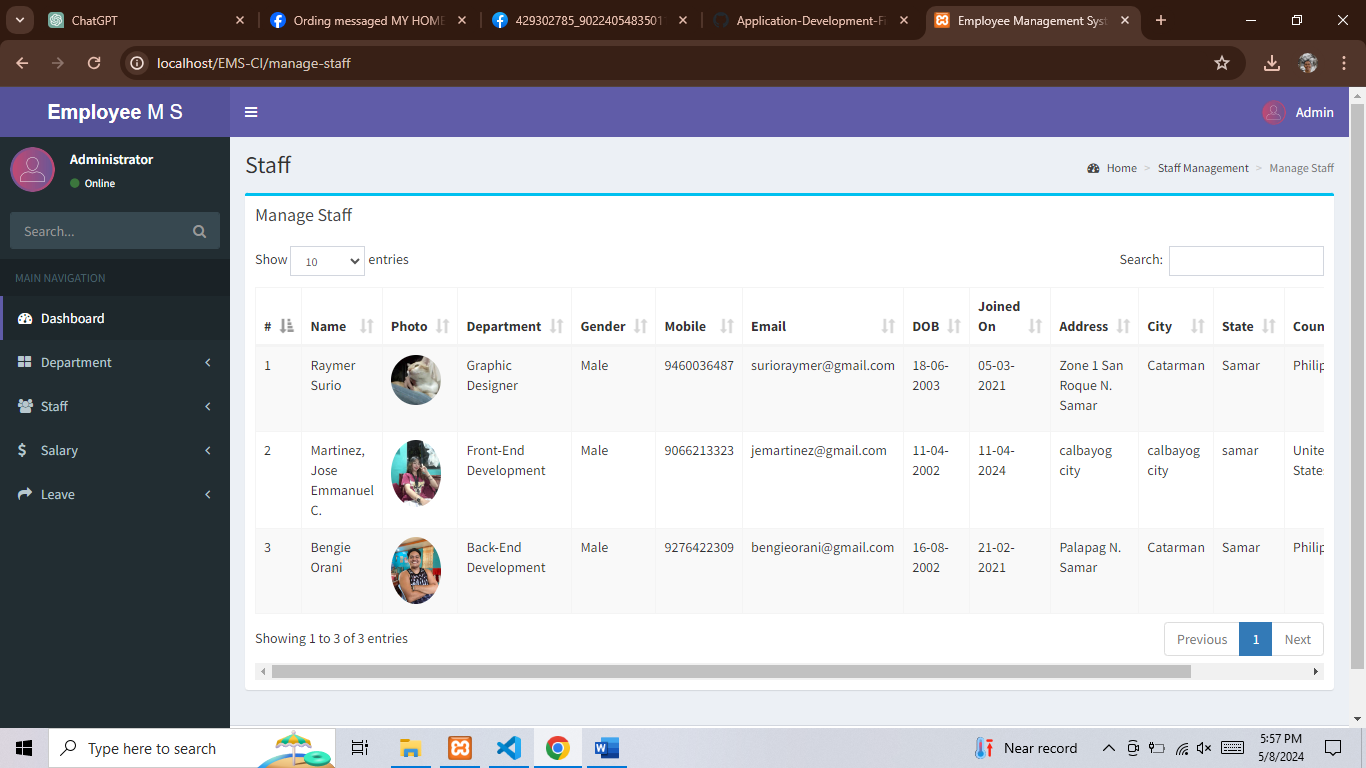 ChatGPT
Ording messaged MY HOME
429302785_9022405483501
Application-Development-Fi
Employee Management Syst
localhost/EMS-CI/manage-staff
Employee M S
Admin
Administrator
Online
Search...
MAIN NAVIGATION
Dashboard
Department
Staff
Salary
Leave
Staff
Home > Staff Management > Manage Staff
Manage Staff
Show 10 entries
Search:
# Name Photo Department Gender Mobile Email DOB Joined On Address City State Coun
1 Raymer Surio Graphic Designer Male 9460036487 surioraymer@gmail.com 18-06-2003 05-03-2021 Zone 1 San Roque N. Samar Catarman Samar Philip
2 Martinez, Jose Emmanuel C. Front-End Development Male 9066213323 jemartinez@gmail.com 11-04-2002 11-04-2024 calbayog city calbayog city samar Unite State
3 Bengie Orani Back-End Development Male 9276422309 bengieorani@gmail.com 16-08-2002 21-02-2021 Palapag N. Samar Catarman Samar Philip
Showing 1 to 3 of 3 entries
Previous 1 Next
Type here to search
Near record
5:57 PM
5/8/2024